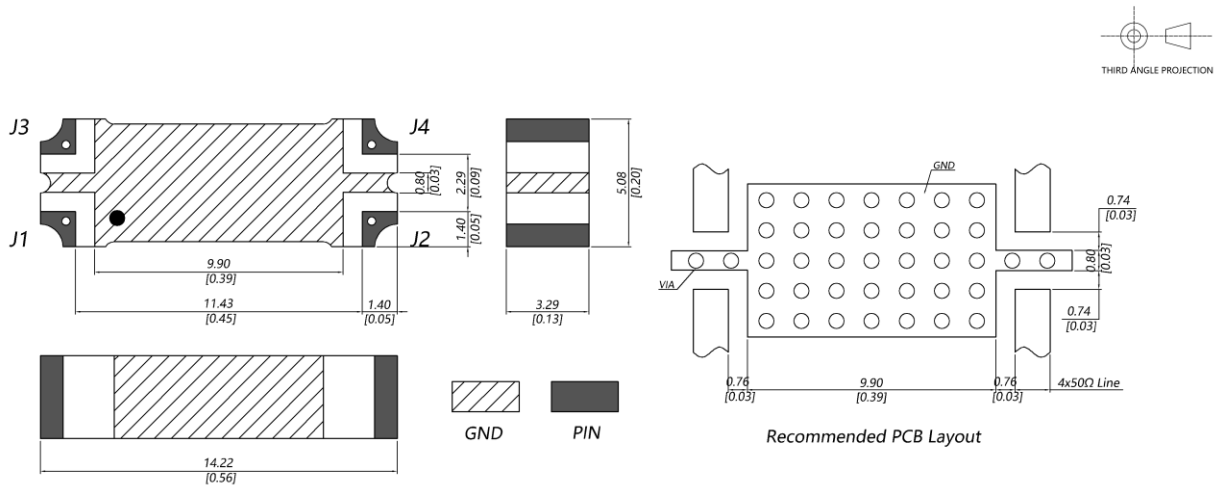 THIRD ANGLE PROJECTION
J3
J4
J1
J2
0.80
[0.03]
2.29
[0.09]
1.40
[0.05]
9.90
[0.39]
11.43
[0.45]
1.40
[0.05]
5.08
[0.20]
3.29
[0.13]
14.22
[0.56]
GND
PIN
GND
VIA
0.74
[0.03]
0.80
[0.03]
0.74
[0.03]
0.76
[0.03]
9.90
[0.39]
0.76
[0.03]
4x50Ω Line
Recommended PCB Layout